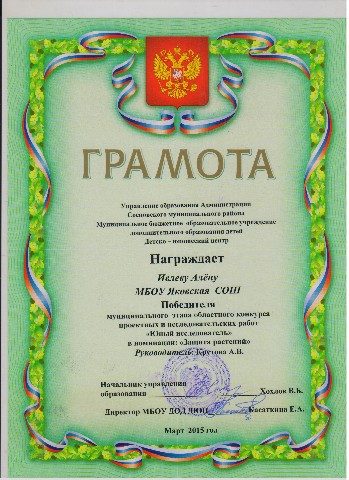 ГРАМОТА
Управление образования Администрации
Сосновского муниципального района
Муниципальное бюджетное образовательное учреждение
дополнительного образования детей
Детско - юношеский центр
Награждает
Ивлеву Алёну
МБОУ Яковская СОШ
Победителя
муниципального этапа областного конкурса
проектных и исследовательских работ
«Юный исследователь»
в номинации: «Защита растений»
Руководитель: Крутова А.В.
Начальник управления
образования Хохлов В.К.
Директор МБОУ ДОД ДЮЦ Касаткина Е.А.
Март 2015 год